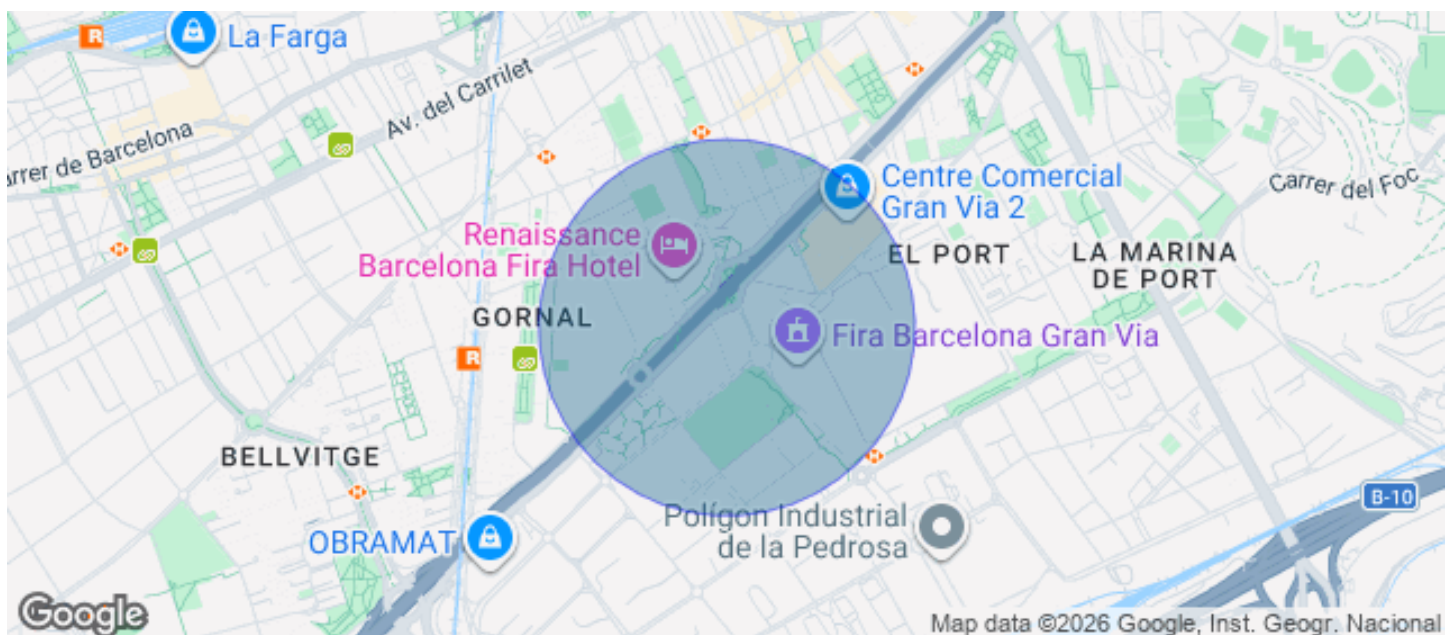 R
La Farga
Av. del Carrilet
arrer de Barcelona
Centre Comercial
Gran Via 2
Carrer del Foc
Renaissance
Barcelona Fira Hotel
EL PORT
LA MARINA
DE PORT
GORNAL
Fira Barcelona Gran Via
R
BELLVITGE
B-10
Polígon Industrial
de la Pedrosa
OBRAMAT
Google
Map data ©2026 Google, Inst. Geogr. Nacional